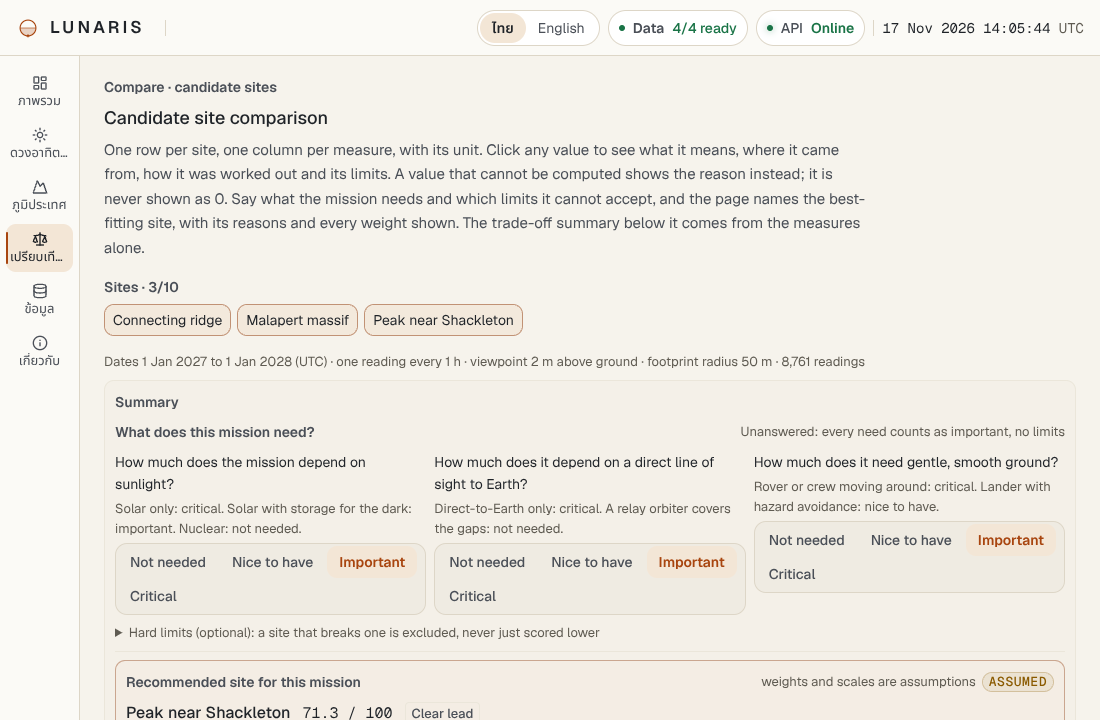 LUNARIS
ไทย English
Data 4/4 ready
API Online
17 Nov 2026 14:05:44 UTC
ภาพรวม
ดวงอาทิต…
ภูมิประเทศ
เปรียบเที…
ข้อมูล
เกี่ยวกับ
Compare · candidate sites
Candidate site comparison
One row per site, one column per measure, with its unit. Click any value to see what it means, where it came
from, how it was worked out and its limits. A value that cannot be computed shows the reason instead; it is
never shown as 0. Say what the mission needs and which limits it cannot accept, and the page names the best-
fitting site, with its reasons and every weight shown. The trade-off summary below it comes from the measures
alone.
Sites · 3/10
Connecting ridge Malapert massif Peak near Shackleton
Dates 1 Jan 2027 to 1 Jan 2028 (UTC) · one reading every 1 h · viewpoint 2 m above ground · footprint radius 50 m · 8,761 readings
Summary
What does this mission need?
Unanswered: every need counts as important, no limits
How much does the mission depend on
sunlight?
Solar only: critical. Solar with storage for the dark:
important. Nuclear: not needed.
Not needed Nice to have Important
Critical
How much does it depend on a direct line of
sight to Earth?
Direct-to-Earth only: critical. A relay orbiter covers
the gaps: not needed.
Not needed Nice to have Important
Critical
How much does it need gentle, smooth ground?
Rover or crew moving around: critical. Lander with
hazard avoidance: nice to have.
Not needed Nice to have Important
Critical
▶ Hard limits (optional): a site that breaks one is excluded, never just scored lower
Recommended site for this mission
weights and scales are assumptions ASSUMED
Peak near Shackleton 71.3 / 100 Clear lead